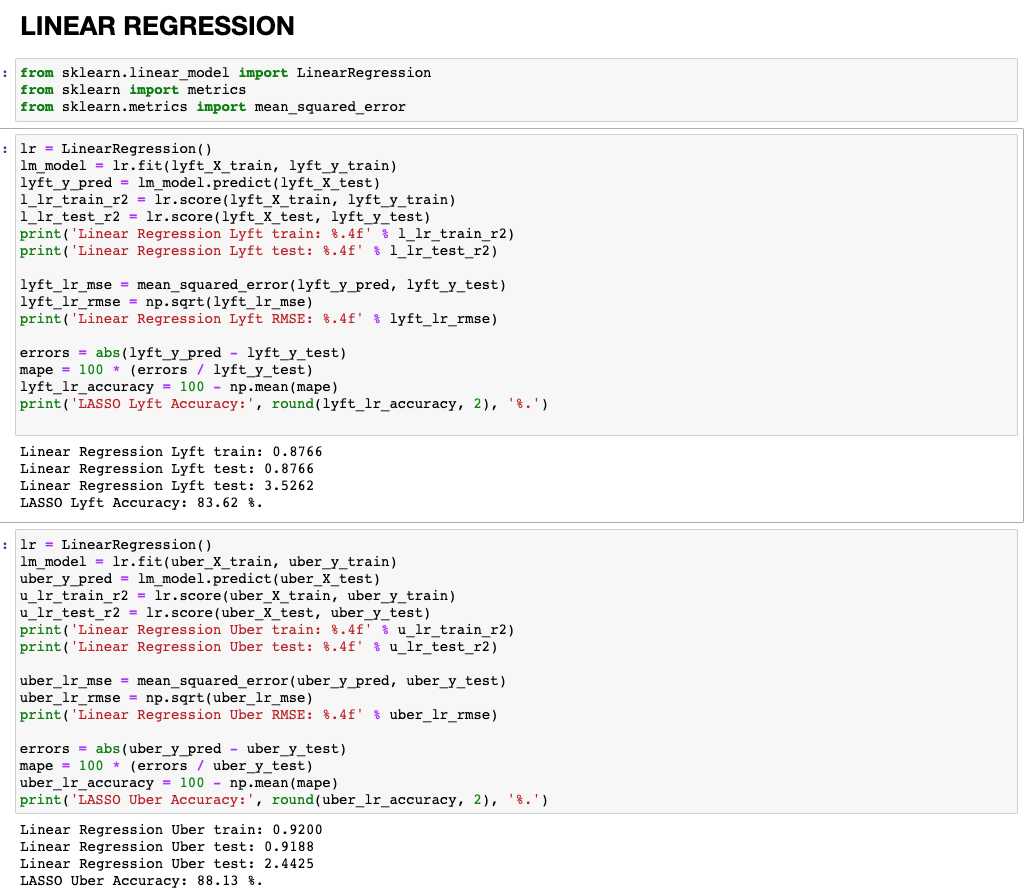 LINEAR REGRESSION
: from sklearn.linear_model import LinearRegression
from sklearn import metrics
from sklearn.metrics import mean_squared_error
: lr = LinearRegression()
lm_model = lr.fit(lyft_X_train, lyft_y_train)
lyft_y_pred = lm_model.predict(lyft_X_test)
l_lr_train_r2 = lr.score(lyft_X_train, lyft_y_train)
l_lr_test_r2 = lr.score(lyft_X_test, lyft_y_test)
print('Linear Regression Lyft train: %.4f' % l_lr_train_r2)
print('Linear Regression Lyft test: %.4f' % l_lr_test_r2)
lyft_lr_mse = mean_squared_error(lyft_y_pred, lyft_y_test)
lyft_lr_rmse = np.sqrt(lyft_lr_mse)
print('Linear Regression Lyft RMSE: %.4f' % lyft_lr_rmse)
errors = abs(lyft_y_pred - lyft_y_test)
mape = 100 * (errors / lyft_y_test)
lyft_lr_accuracy = 100 - np.mean(mape)
print('LASSO Lyft Accuracy:', round(lyft_lr_accuracy, 2), '%.')
Linear Regression Lyft train: 0.8766
Linear Regression Lyft test: 0.8766
Linear Regression Lyft test: 3.5262
LASSO Lyft Accuracy: 83.62 %.
: lr = LinearRegression()
lm_model = lr.fit(uber_X_train, uber_y_train)
uber_y_pred = lm_model.predict(uber_X_test)
u_lr_train_r2 = lr.score(uber_X_train, uber_y_train)
u_lr_test_r2 = lr.score(uber_X_test, uber_y_test)
print('Linear Regression Uber train: %.4f' % u_lr_train_r2)
print('Linear Regression Uber test: %.4f' % u_lr_test_r2)
uber_lr_mse = mean_squared_error(uber_y_pred, uber_y_test)
uber_lr_rmse = np.sqrt(uber_lr_mse)
print('Linear Regression Uber RMSE: %.4f' % uber_lr_rmse)
errors = abs(uber_y_pred - uber_y_test)
mape = 100 * (errors / uber_y_test)
uber_lr_accuracy = 100 - np.mean(mape)
print('LASSO Uber Accuracy:', round(uber_lr_accuracy, 2), '%.')
Linear Regression Uber train: 0.9200
Linear Regression Uber test: 0.9188
Linear Regression Uber test: 2.4425
LASSO Uber Accuracy: 88.13 %.